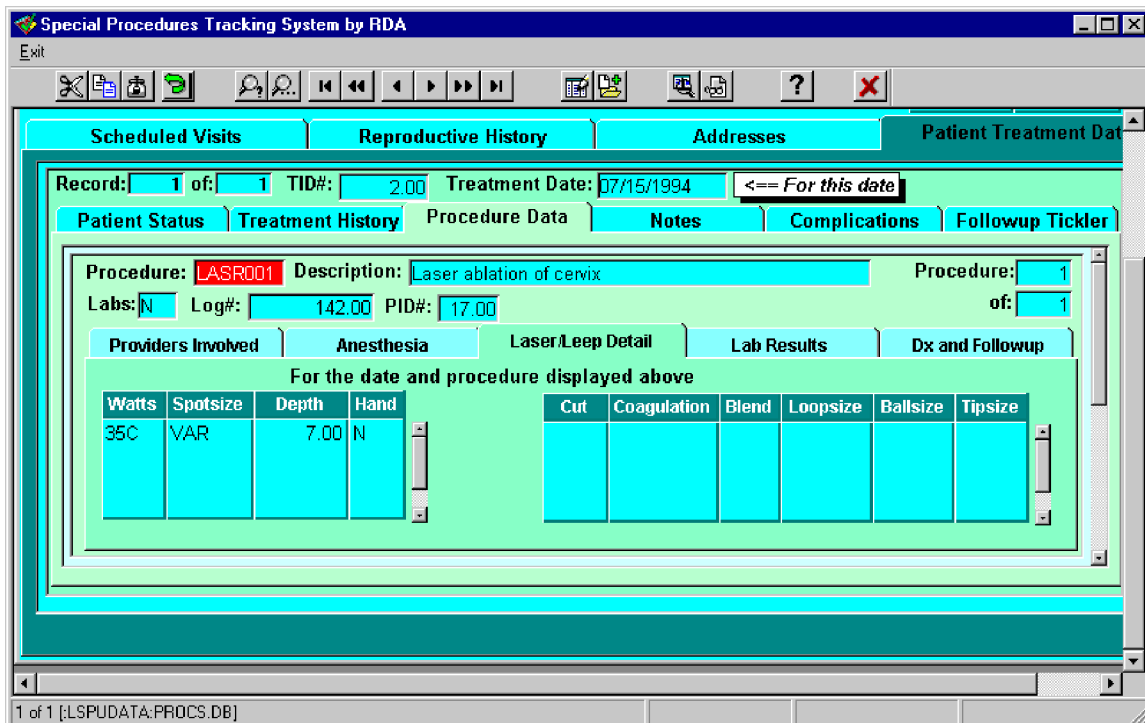 Special Procedures Tracking System by RDA
Exit
Scheduled Visits Reproductive History Addresses Patient Treatment Dat
Record: 1 of: 1 TID#: 2.00 Treatment Date: 07/15/1994 <== For this date
Patient Status Treatment History Procedure Data Notes Complications Followup Tickler
Procedure: LASR001 Description: Laser ablation of cervix Procedure: 1
Labs: N Log#: 142.00 PID#: 17.00 of: 1
Providers Involved Anesthesia Laser/Leep Detail Lab Results Dx and Followup
For the date and procedure displayed above
Watts Spotsize Depth Hand Cut Coagulation Blend Loopsize Ballsize Tipsize
35C VAR 7.00 N
1 of 1 [:LSPUDATA:PROCS.DB]